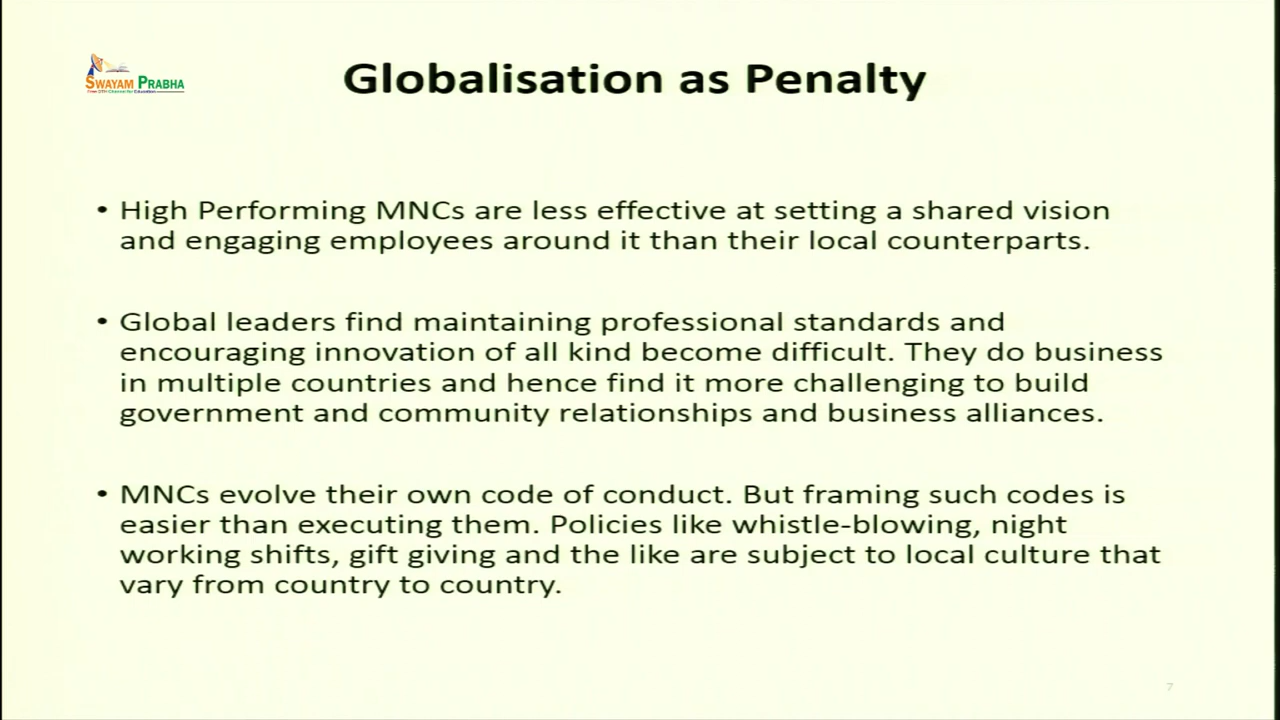 SWAYAM PRABHA
Free DTH Channel for Education
Globalisation as Penalty
• High Performing MNCs are less effective at setting a shared vision
and engaging employees around it than their local counterparts.
• Global leaders find maintaining professional standards and
encouraging innovation of all kind become difficult. They do business
in multiple countries and hence find it more challenging to build
government and community relationships and business alliances.
• MNCs evolve their own code of conduct. But framing such codes is
easier than executing them. Policies like whistle-blowing, night
working shifts, gift giving and the like are subject to local culture that
vary from country to country.
7